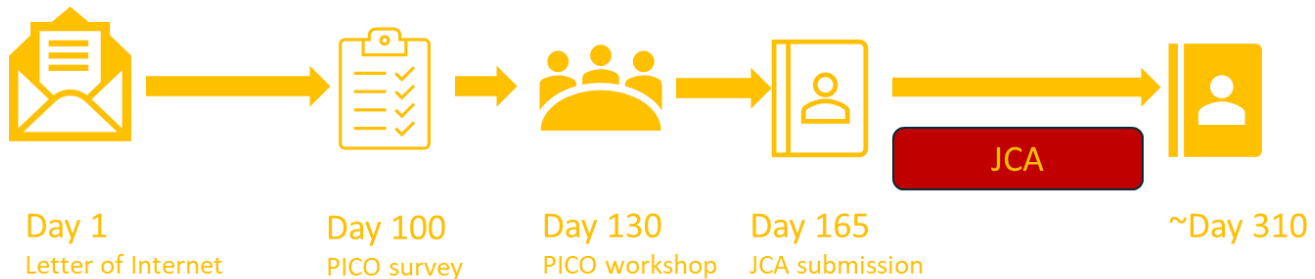 JCA
Day 1
Letter of Internet
Day 100
PICO survey
Day 130
PICO workshop
Day 165
JCA submission
~Day 310